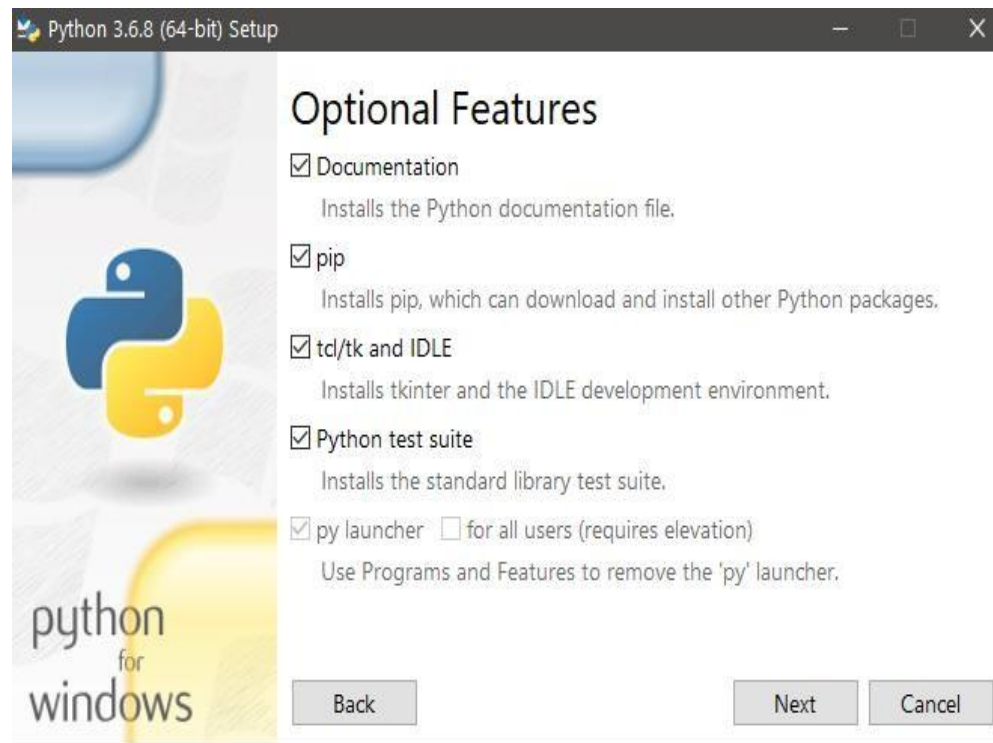 Python 3.6.8 (64-bit) Setup
Optional Features
Documentation
Installs the Python documentation file.
pip
Installs pip, which can download and install other Python packages.
tcl/tk and IDLE
Installs tkinter and the IDLE development environment.
Python test suite
Installs the standard library test suite.
py launcher for all users (requires elevation)
Use Programs and Features to remove the 'py' launcher.
python
for
windows
Back Next Cancel